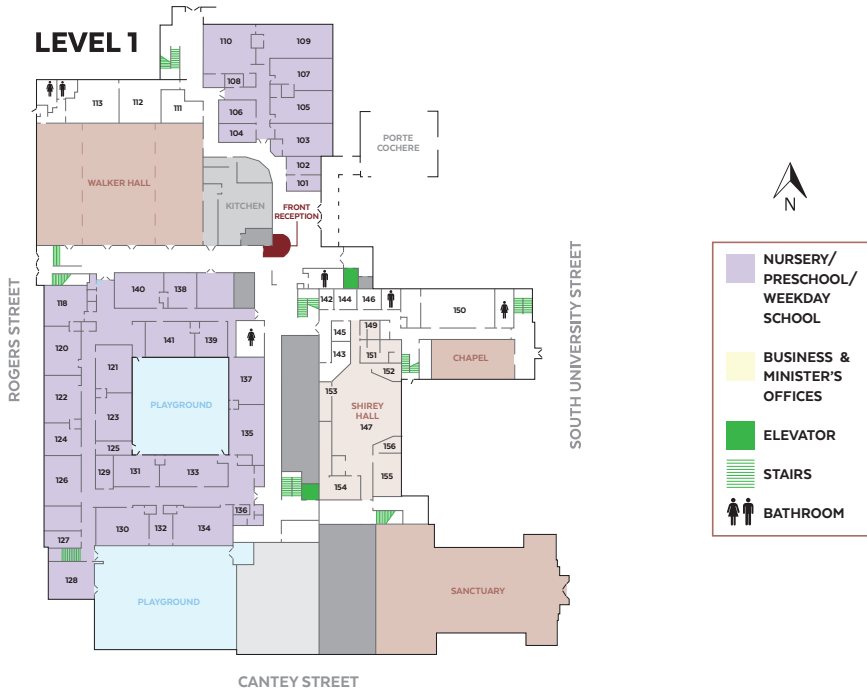 LEVEL 1
110
109
108
107
106
105
104
103
102
101
113
112
111
PORTE
COCHERE
WALKER HALL
KITCHEN
FRONT
RECEPTION
N
ROGERS STREET
SOUTH UNIVERSITY STREET
118
140
138
142
144
146
150
120
141
139
145
149
143
151
152
CHAPEL
121
137
122
123
PLAYGROUND
153
SHIREY
HALL
147
135
124
125
156
126
129
131
133
154
155
136
130
132
134
127
128
PLAYGROUND
SANCTUARY
CANTEY STREET
NURSERY/
PRESCHOOL/
WEEKDAY
SCHOOL
BUSINESS &
MINISTER'S
OFFICES
ELEVATOR
STAIRS
BATHROOM